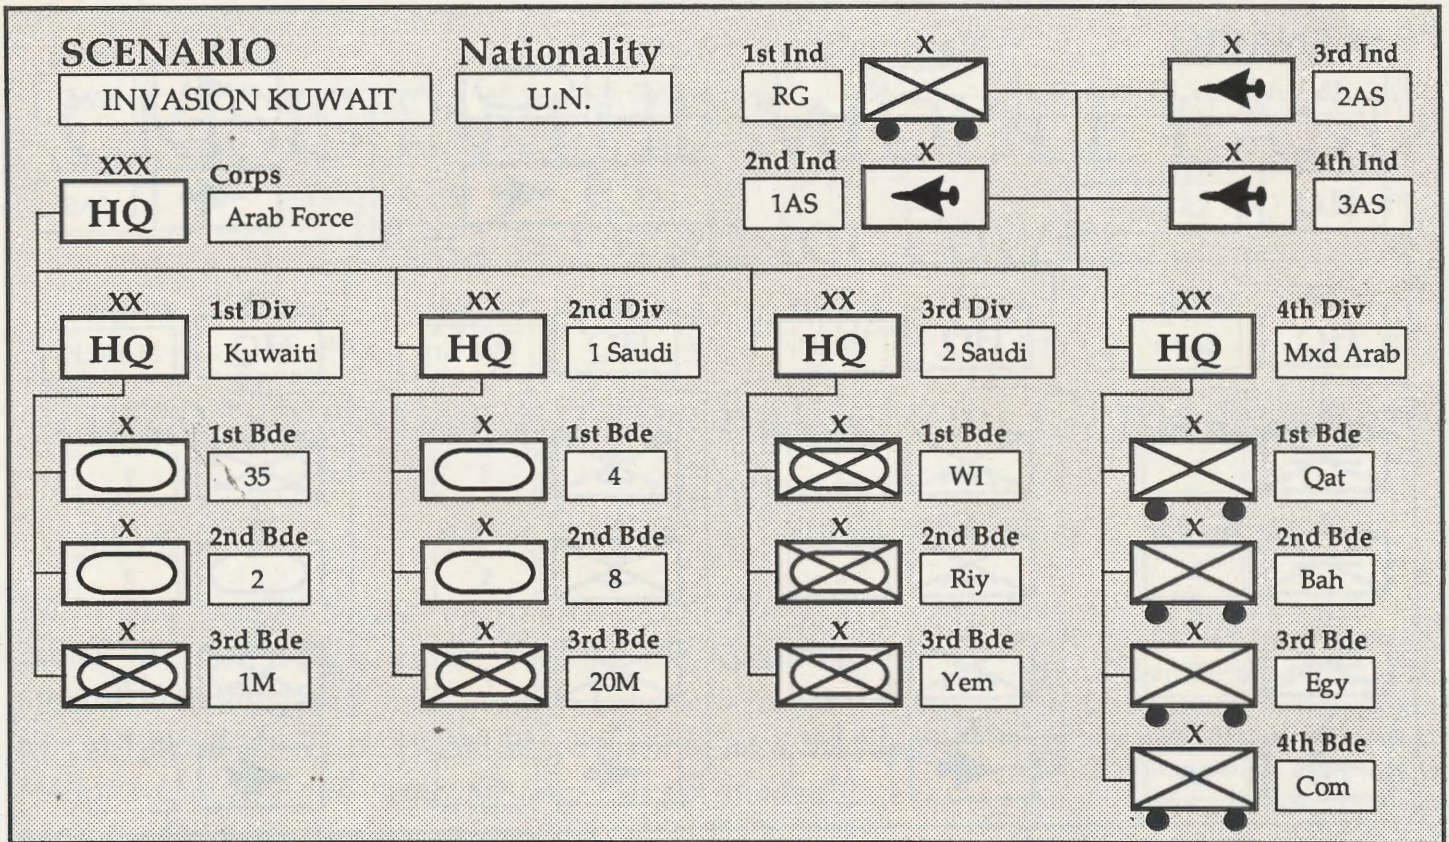 SCENARIO
INVASION KUWAIT
Nationality
U.N.
1st Ind
RG
X
X
3rd Ind
2AS
XXX
HQ
Corps
Arab Force
2nd Ind
1AS
X
X
4th Ind
3AS
XX
HQ
1st Div
Kuwaiti
XX
HQ
2nd Div
1 Saudi
XX
HQ
3rd Div
2 Saudi
XX
HQ
4th Div
Mxd Arab
X
1st Bde
35
X
1st Bde
4
X
1st Bde
WI
X
1st Bde
Qat
X
2nd Bde
2
X
2nd Bde
8
X
2nd Bde
Riy
X
2nd Bde
Bah
X
3rd Bde
1M
X
3rd Bde
20M
X
3rd Bde
Yem
X
3rd Bde
Egy
X
4th Bde
Com